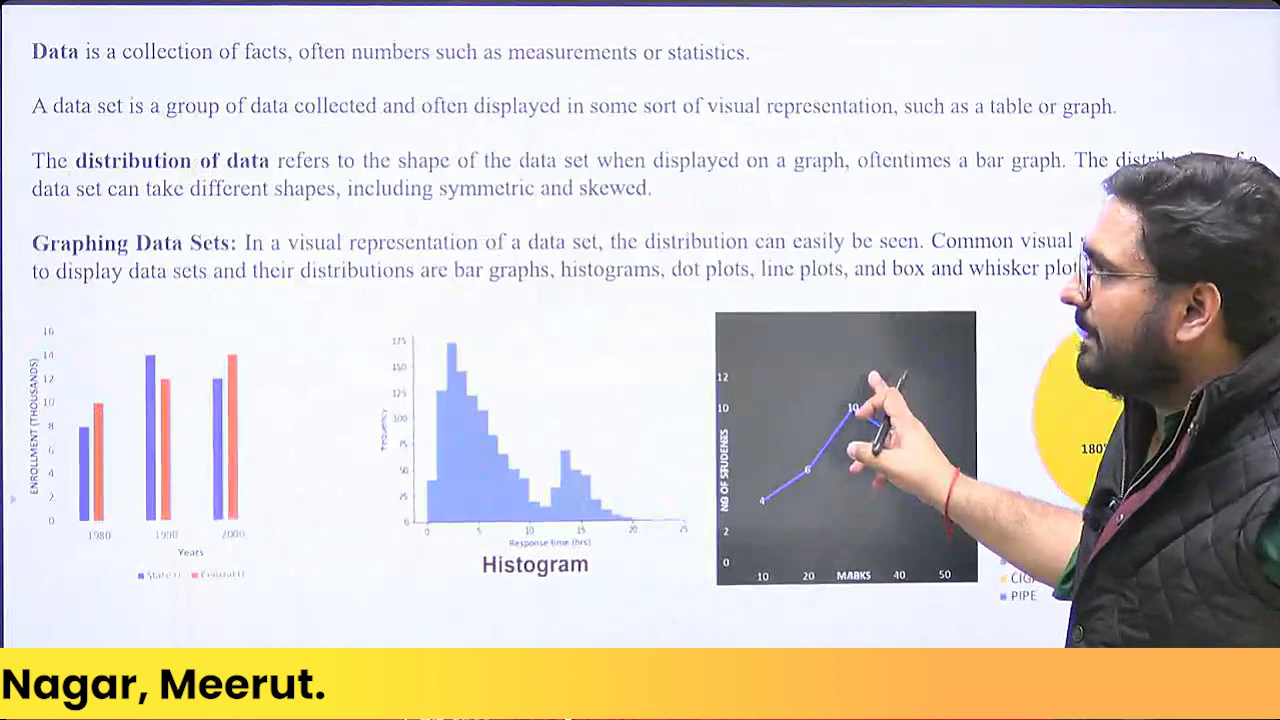 Data is a collection of facts, often numbers such as measurements or statistics.
A data set is a group of data collected and often displayed in some sort of visual representation, such as a table or graph.
The distribution of data refers to the shape of the data set when displayed on a graph, oftentimes a bar graph. The
data set can take different shapes, including symmetric and skewed.
Graphing Data Sets: In a visual representation of a data set, the distribution can easily be seen. Common visual
to display data sets and their distributions are bar graphs, histograms, dot plots, line plots, and box and whisker
16
14
12
10
8
6
4
2
0
ENROLLMENT (THOUSANDS)
1980 1990 2000
Years
175
150
125
100
75
50
25
0
0 5 10 15 20 25
Response time (hrs)
Histogram
12
10
2
0
10
6
4
10 20 MARKS 40 50
180°
PIPE
Nagar, Meerut.